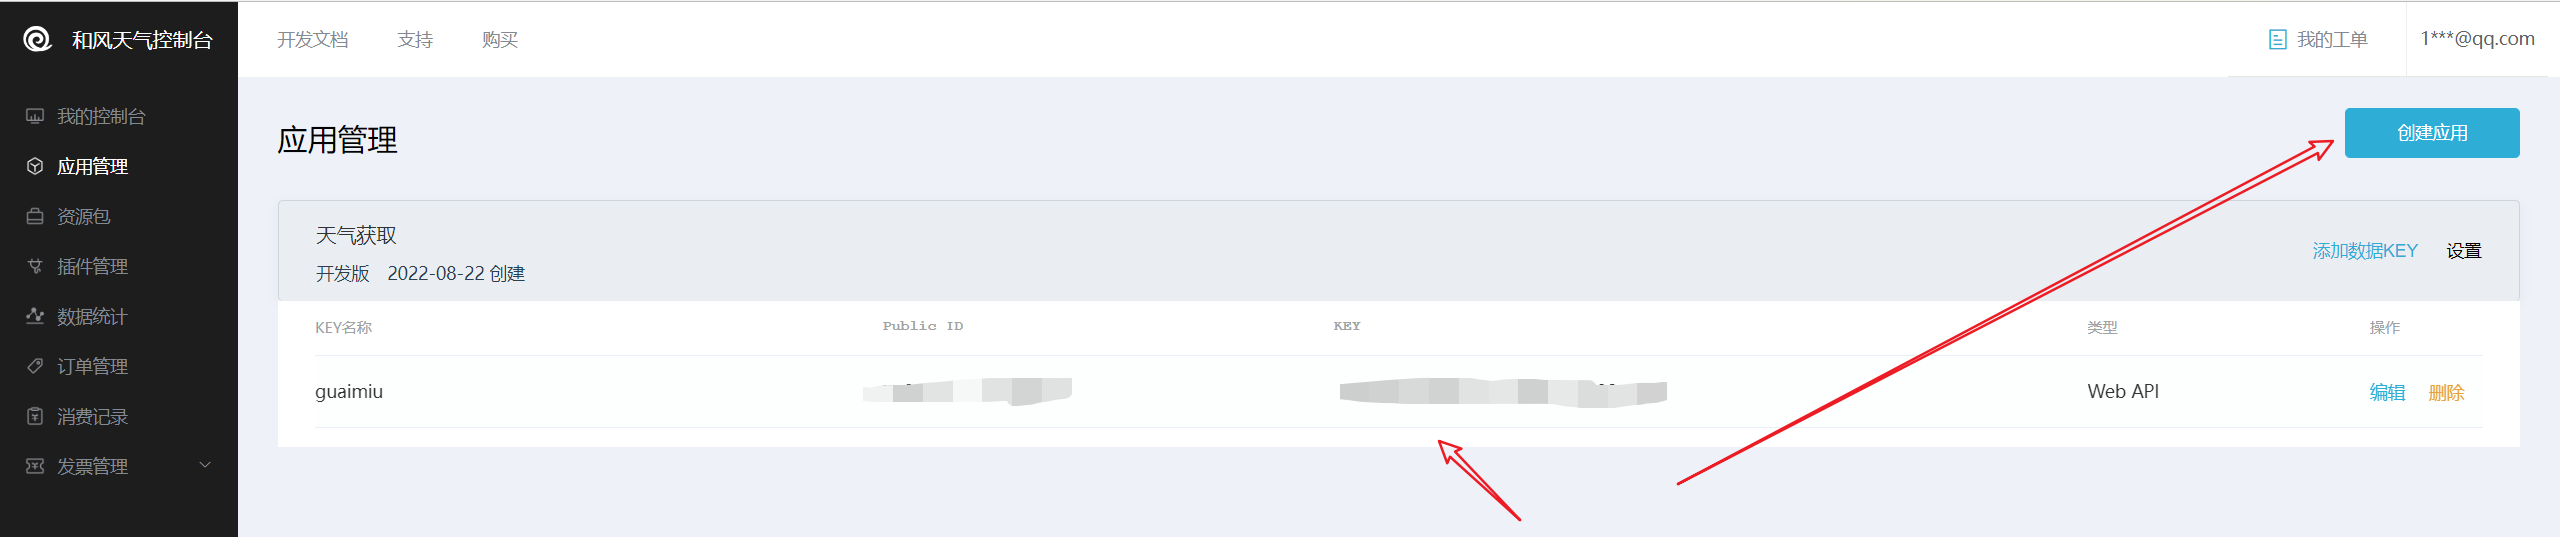 和风天气控制台
开发文档 支持 购买 我的工单 1***@qq.com
我的控制台
应用管理
资源包
插件管理
数据统计
订单管理
消费记录
发票管理
应用管理
创建应用
天气获取
开发版 2022-08-22 创建
添加数据KEY 设置
KEY名称 Public ID KEY 类型 操作
guaimiu Web API 编辑 删除